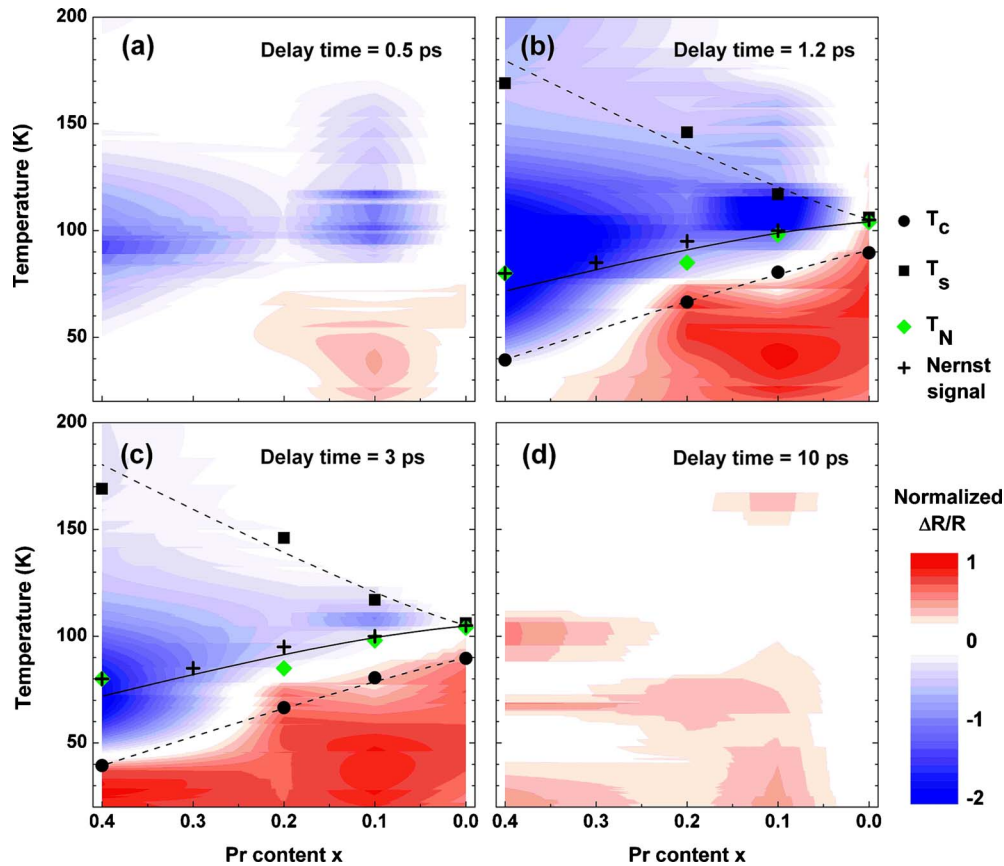 200
150
100
50
Temperature (K)
(a)
Delay time = 0.5 ps
(b)
Delay time = 1.2 ps
T_c
T_s
T_N
Nernst
signal
200
150
100
50
Temperature (K)
(c)
Delay time = 3 ps
(d)
Delay time = 10 ps
Normalized
ΔR/R
1
0
-1
-2
0.4 0.3 0.2 0.1 0.0
0.4 0.3 0.2 0.1 0.0
Pr content x
Pr content x